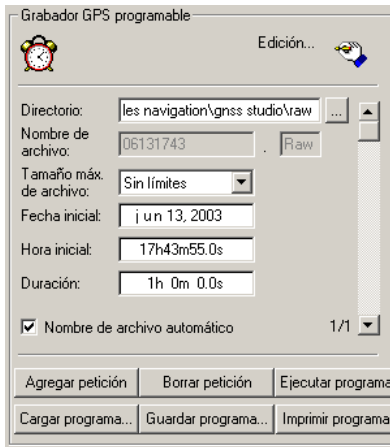 Grabador GPS programable
Edición...
Directorio: les navigation\gnss studio\raw ...
Nombre de archivo: 06131743 . Raw
Tamaño máx. de archivo: Sin límites
Fecha inicial: jun 13, 2003
Hora inicial: 17h43m55.0s
Duración: 1h 0m 0.0s
Nombre de archivo automático 1/1
Agregar petición Borrar petición Ejecutar programa
Cargar programa... Guardar programa... Imprimir programa